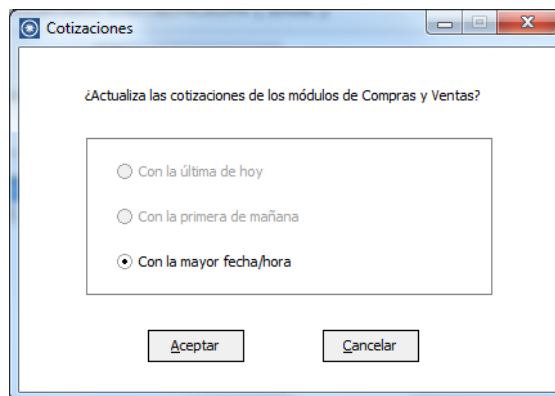 Cotizaciones
¿Actualiza las cotizaciones de los módulos de Compras y Ventas?
Con la última de hoy
Con la primera de mañana
Con la mayor fecha/hora
Aceptar Cancelar